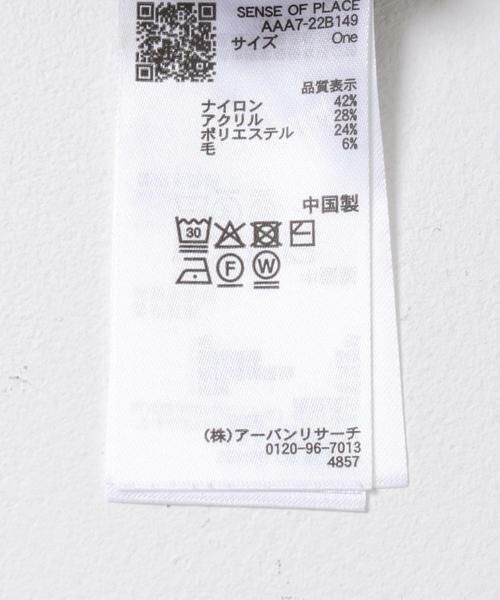 SENSE OF PLACE
AAA7-22B149
サイズ One
品質表示
ナイロン 42%
アクリル 28%
ポリエステル 24%
毛 6%
中国製
30
F W
(株)アーバンリサーチ
0120-96-7013
4857